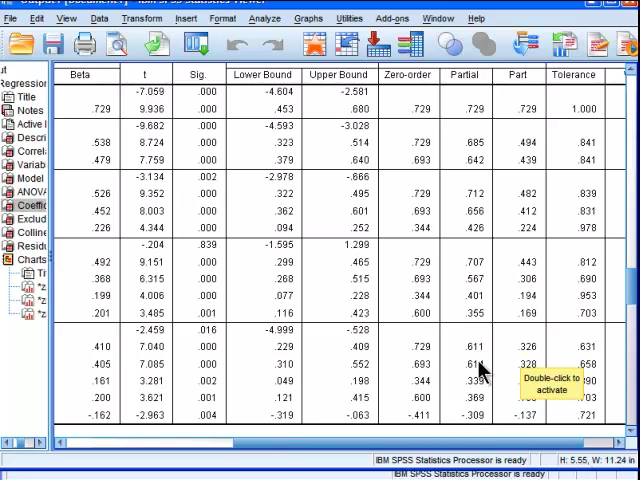 File Edit View Data Transform Insert Format Analyze Graphs Utilities Add-ons Window Help
Beta t Sig. Lower Bound Upper Bound Zero-order Partial Part Tolerance
-7.059 .000 -4.604 -2.581
.729 9.936 .000 .453 .680 .729 .729 .729 1.000
-9.682 .000 -4.593 -3.028
.538 8.724 .000 .323 .514 .729 .685 .494 .841
.479 7.759 .000 .379 .640 .693 .642 .439 .841
-3.134 .002 -2.978 -.666
.526 9.352 .000 .322 .495 .729 .712 .482 .839
.452 8.003 .000 .362 .601 .693 .656 .412 .831
.226 4.344 .000 .094 .252 .344 .426 .224 .978
-.204 .839 -1.595 1.299
.492 9.151 .000 .299 .465 .729 .707 .443 .812
.368 6.315 .000 .268 .515 .693 .567 .306 .690
.199 4.006 .000 .077 .228 .344 .401 .194 .953
.201 3.485 .001 .116 .423 .600 .355 .169 .703
-2.459 .016 -4.999 -.528
.410 7.040 .000 .229 .409 .729 .611 .326 .631
.405 7.085 .000 .310 .552 .693 .328 .658
.161 3.281 .002 .049 .198 .344 .339
.200 3.621 .001 .121 .415 .600 .369 .703
-.162 -2.963 .004 -.319 -.063 -.411 -.309 -.137 .721
Double-click to
activate
ut
Regression
Title
Notes
Active
Descri
Correl
Variab
Model
ANOVA
Coeffic
Exclud
Colline
Residu
Charts
Ti
*z
*z
*z
IBM SPSS Statistics Processor is ready H: 5.55, W: 11.24 in
IBM SPSS Statistics Processor is ready